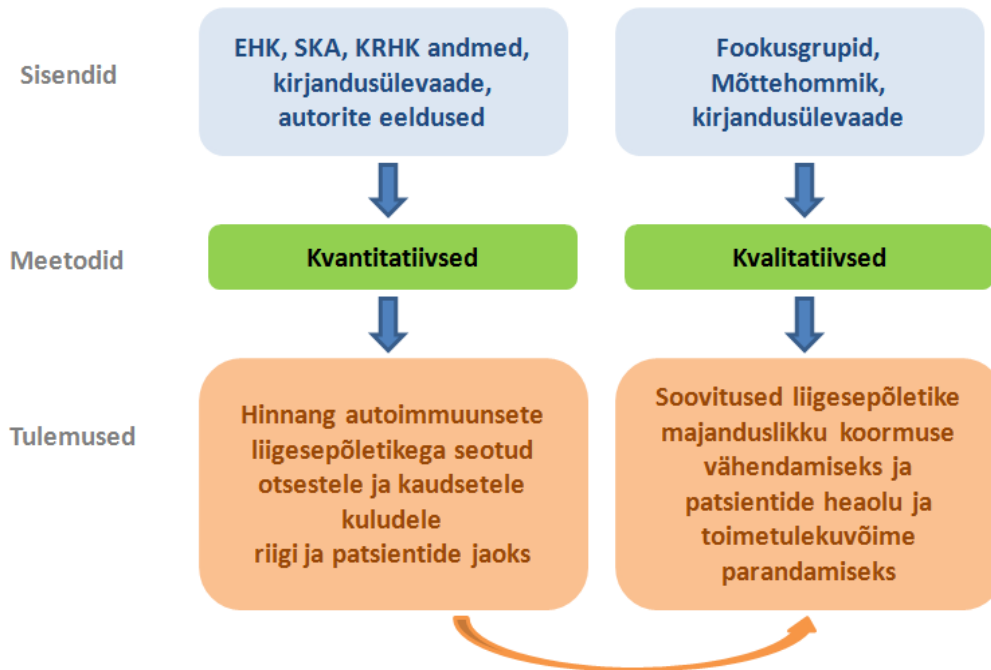 Sisendid
EHK, SKA, KRHK andmed,
kirjandusülevaade,
autorite eeldused
Fookusgrupid,
Mõttehommik,
kirjandusülevaade
Meetodid
Kvantitatiivsed
Kvalitatiivsed
Tulemused
Hinnang autoimmuunsete
liigesepõletikega seotud
otsestele ja kaudsetele
kuludele
riigi ja patsientide jaoks
Soovitused liigesepõletike
majanduslikku koormuse
vähendamiseks ja
patsientide heaolu ja
toimetulekuvõime
parandamiseks